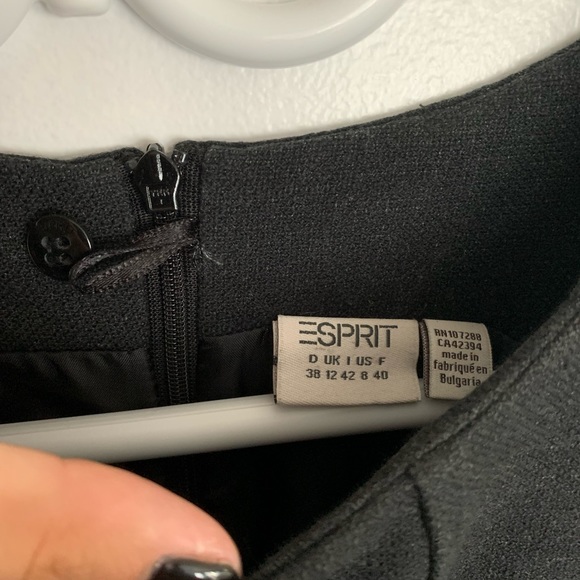 ESPRIT
D UK I US F
38 12 42 8 40
RN107288
CA42394
made in
fabriqué en
Bulgaria